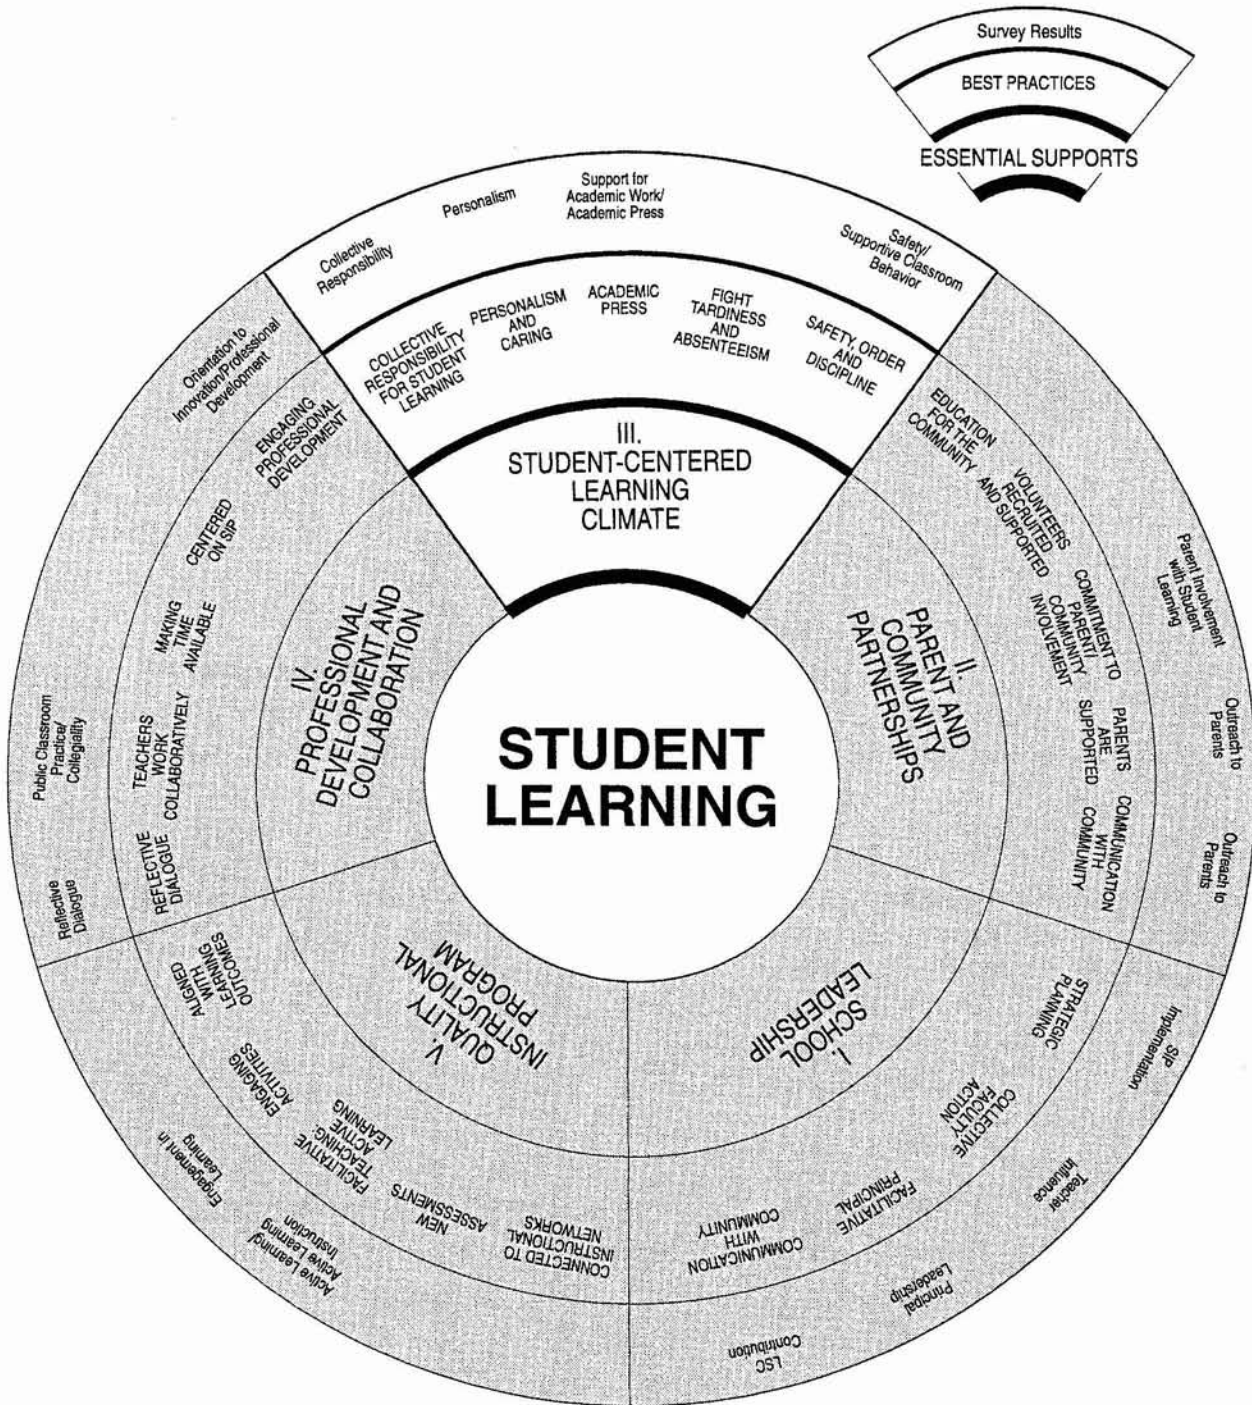 Survey Results
BEST PRACTICES
ESSENTIAL SUPPORTS
Collective
Responsibility
Personalism
Support for
Academic Work/
Academic Press
Safety/
Supportive Classroom
Behavior
COLLECTIVE
RESPONSIBILITY
FOR STUDENT
LEARNING
PERSONALISM
AND
CARING
ACADEMIC
PRESS
FIGHT
TARDINESS
AND
ABSENTEEISM
SAFETY, ORDER
AND
DISCIPLINE
III.
STUDENT-CENTERED
LEARNING
CLIMATE
EDUCATION
FOR THE
COMMUNITY
VOLUNTEERS
RECRUITED
AND SUPPORTED
COMMITMENT TO
PARENT/
COMMUNITY
INVOLVEMENT
PARENTS
ARE
SUPPORTED
COMMUNICATION
WITH
COMMUNITY
Parent Involvement
with Student
Learning
Outreach to
Parents
Outreach to
Parents
II.
PARENT AND
COMMUNITY
PARTNERSHIPS
STRATEGIC
PLANNING
COLLECTIVE
FACULTY
ACTION
FACILITATIVE
PRINCIPAL
COMMUNICATION
WITH
COMMUNITY
SIP
Implementation
Teacher
Influence
Principal
Leadership
LSC
Contribution
I.
SCHOOL
LEADERSHIP
V.
QUALITY
INSTRUCTIONAL
PROGRAM
CONNECTED TO
INSTRUCTIONAL
NETWORKS
NEW
ASSESSMENTS
FACILITATIVE
TEACHING:
ACTIVE
LEARNING
ENGAGING
ACTIVITIES
ALIGNED
WITH
LEARNING
OUTCOMES
Active Learning/
Active Learning
Instruction
Engagement in
Learning
IV.
PROFESSIONAL
DEVELOPMENT AND
COLLABORATION
REFLECTIVE
DIALOGUE
TEACHERS
WORK
COLLABORATIVELY
MAKING
TIME
AVAILABLE
CENTERED
ON SIP
ENGAGING
PROFESSIONAL
DEVELOPMENT
Reflective
Dialogue
Public Classroom
Practice/
Collegiality
Orientation to
Innovation/Professional
Development
STUDENT
LEARNING